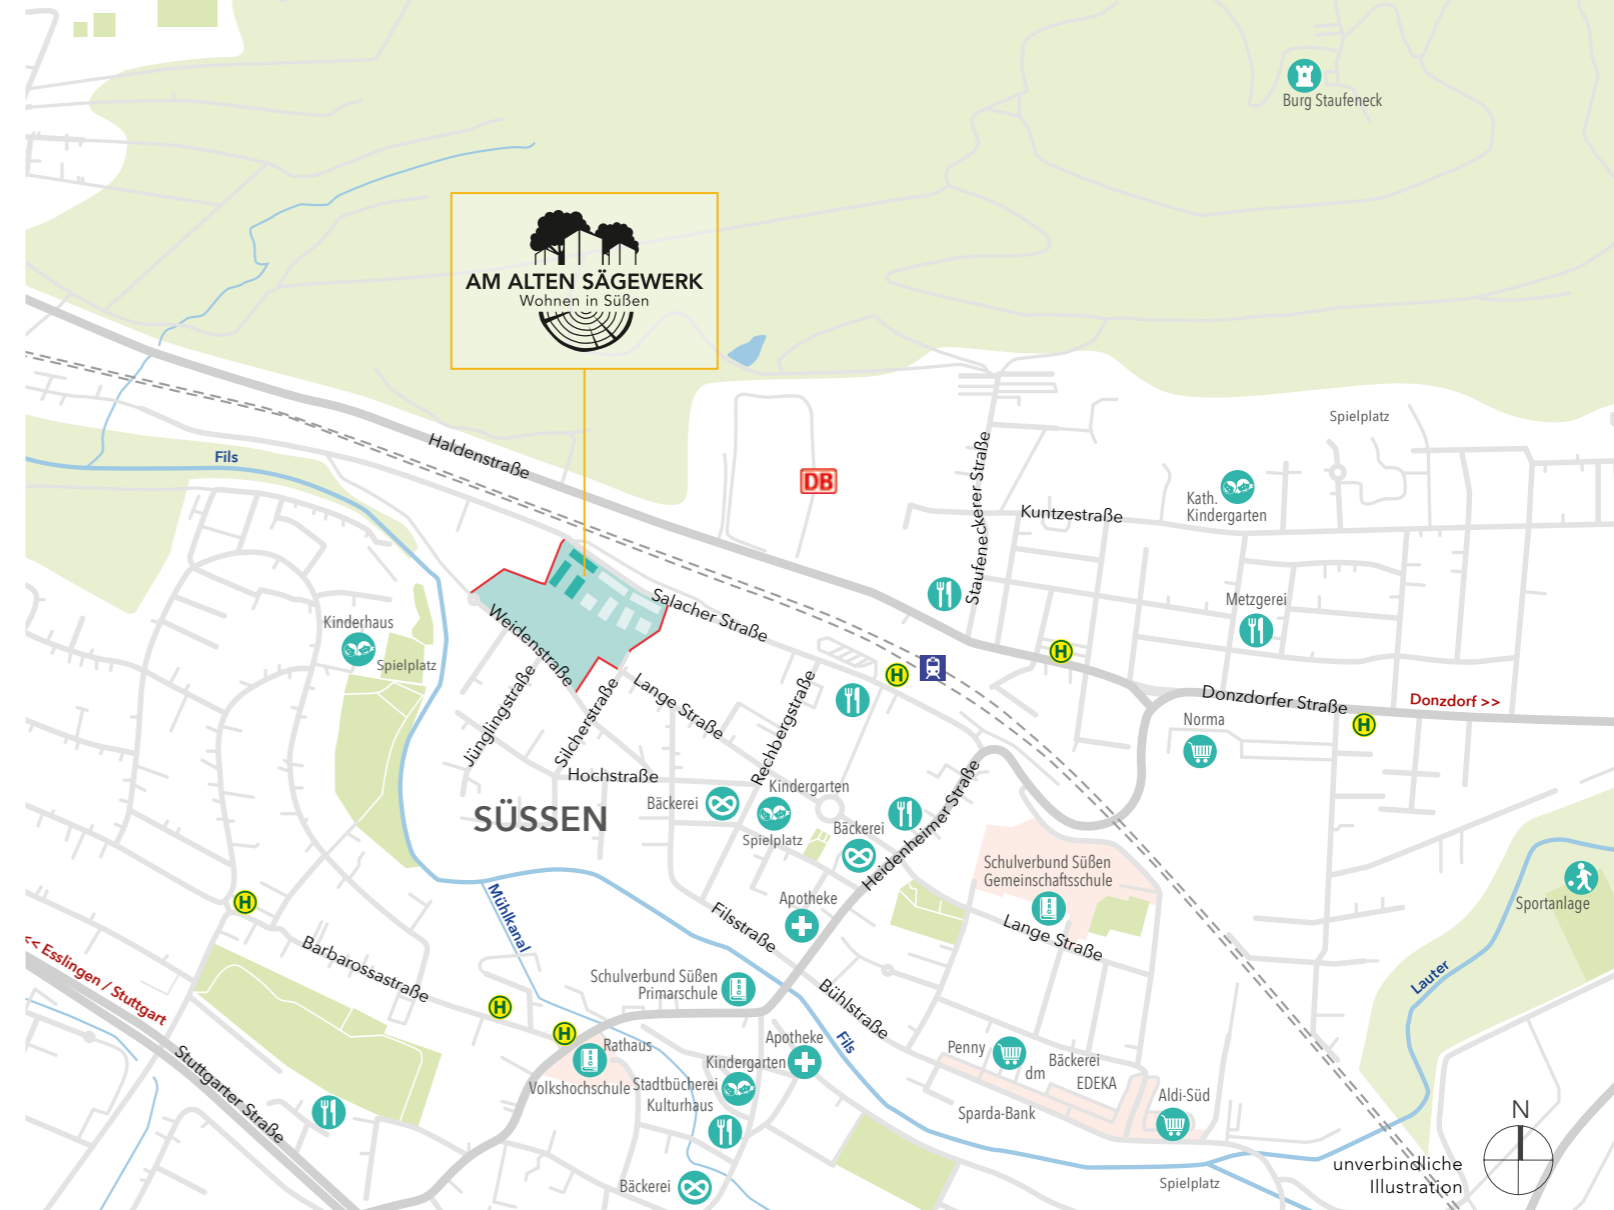 Burg Staufeneck
AM ALTEN SÄGEWERK
Wohnen in Süßen
Fils
Haldenstraße
DB
Staufeneckerer Straße
Spielplatz
Kuntzestraße
Kath.
Kindergarten
Salacher Straße
Metzgerei
Kinderhaus
Spielplatz
Weidenstraße
Jünglingstraße
Silcherstraße
Lange Straße
Rechbergstraße
H
H
Donzdorfer Straße
Donzdorf >>
H
Norma
Hochstraße
Bäckerei
Kindergarten
Spielplatz
SÜSSEN
Bäckerei
Heidenheimer Straße
Schulverbund Süßen
Gemeinschaftsschule
Sportanlage
Apotheke
Filsstraße
Lange Straße
Mühlkanal
H
<< Esslingen / Stuttgart
Barbarossastraße
Lauter
Schulverbund Süßen
Primarschule
Bühlstraße
H
H
Fils
Rathaus
Volkshochschule
Apotheke
Kindergarten
Stadtbücherei
Kulturhaus
Stuttgarter Straße
Penny
dm
Bäckerei
EDEKA
Sparda-Bank
Aldi-Süd
N
unverbindliche
Illustration
Spielplatz
Bäckerei